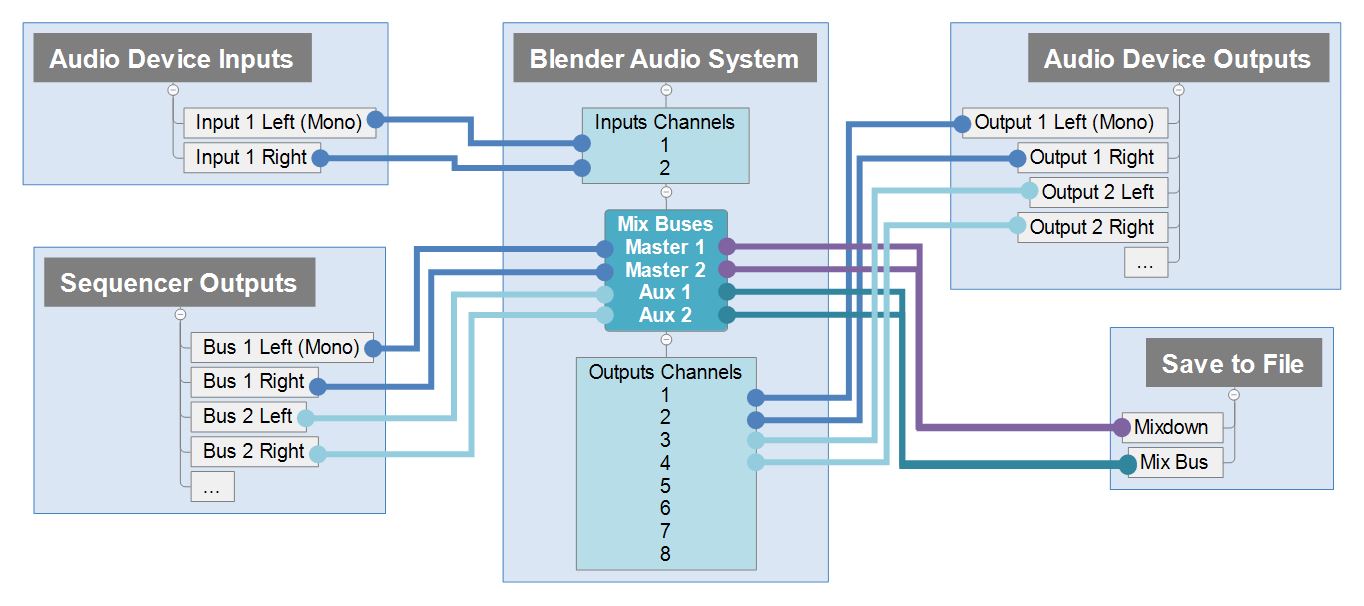 Audio Device Inputs
Input 1 Left (Mono)
Input 1 Right
Sequencer Outputs
Bus 1 Left (Mono)
Bus 1 Right
Bus 2 Left
Bus 2 Right
...
Blender Audio System
Inputs Channels
1
2
Mix Buses
Master 1
Master 2
Aux 1
Aux 2
Outputs Channels
1
2
3
4
5
6
7
8
Audio Device Outputs
Output 1 Left (Mono)
Output 1 Right
Output 2 Left
Output 2 Right
...
Save to File
Mixdown
Mix Bus